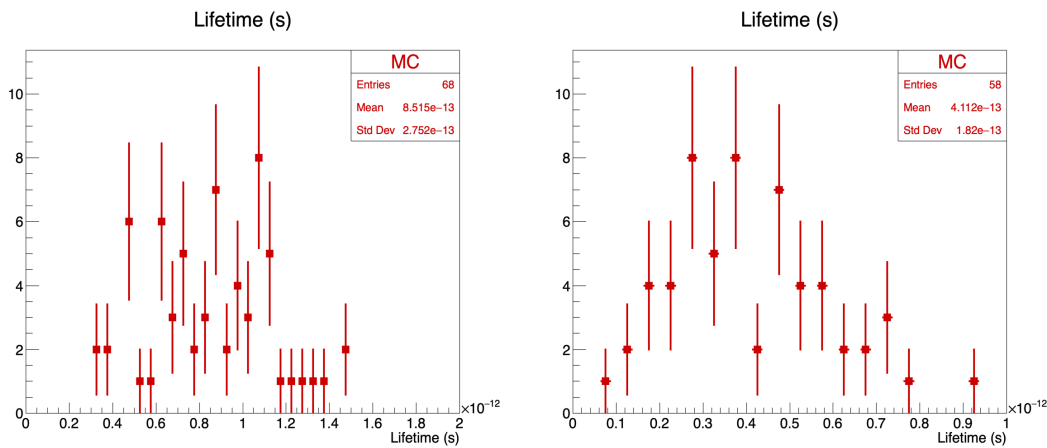 Lifetime (s)
MC
Entries 68
Mean 8.515e−13
Std Dev 2.752e−13
10
8
6
4
2
0
0 0.2 0.4 0.6 0.8 1 1.2 1.4 1.6 1.8 2
×10−12
Lifetime (s)
Lifetime (s)
MC
Entries 58
Mean 4.112e−13
Std Dev 1.82e−13
10
8
6
4
2
0
0 0.1 0.2 0.3 0.4 0.5 0.6 0.7 0.8 0.9 1
×10−12
Lifetime (s)